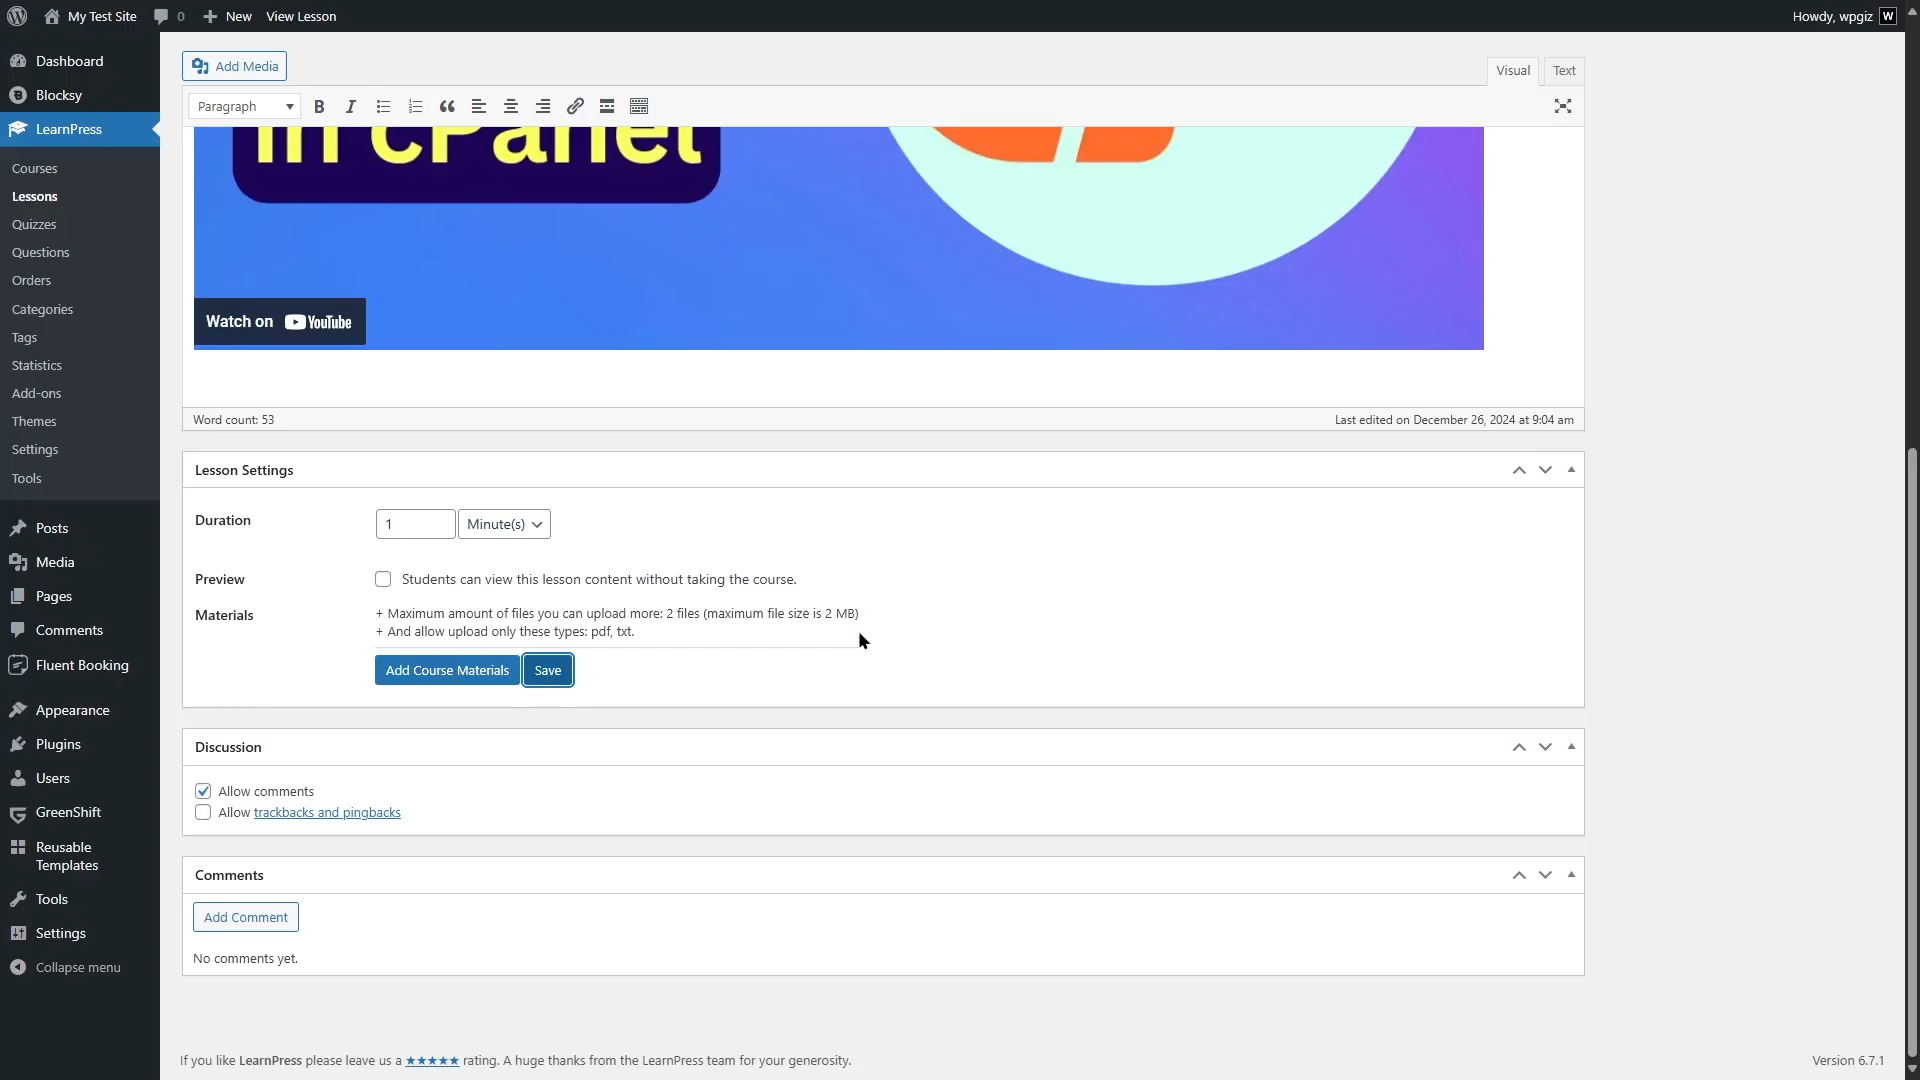 My Test Site
0
New
View Lesson
Howdy, wpgiz
W
Dashboard
Blocksy
LearnPress
Courses
Lessons
Quizzes
Questions
Orders
Categories
Tags
Statistics
Add-ons
Themes
Settings
Tools
Posts
Media
Pages
Comments
Fluent Booking
Appearance
Plugins
Users
GreenShift
Reusable
Templates
Tools
Settings
Collapse menu
Add Media
Visual
Text
Paragraph
B
I
in cPanel
Watch on YouTube
Word count: 53
Last edited on December 26, 2024 at 9:04 am
Lesson Settings
Duration
1
Minute(s)
Preview
Students can view this lesson content without taking the course.
Materials
+ Maximum amount of files you can upload more: 2 files (maximum file size is 2 MB)
+ And allow upload only these types: pdf, txt.
Add Course Materials
Save
Discussion
Allow comments
Allow trackbacks and pingbacks
Comments
Add Comment
No comments yet.
If you like LearnPress please leave us a ★★★★★ rating. A huge thanks from the LearnPress team for your generosity.
Version 6.7.1